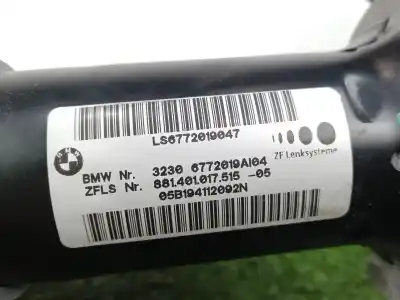 LS6772019047
BMW Nr. 3230 6772019AI04
ZFLS Nr. 881.401.017.515 -05
05B194112092N
ZF Lenksysteme